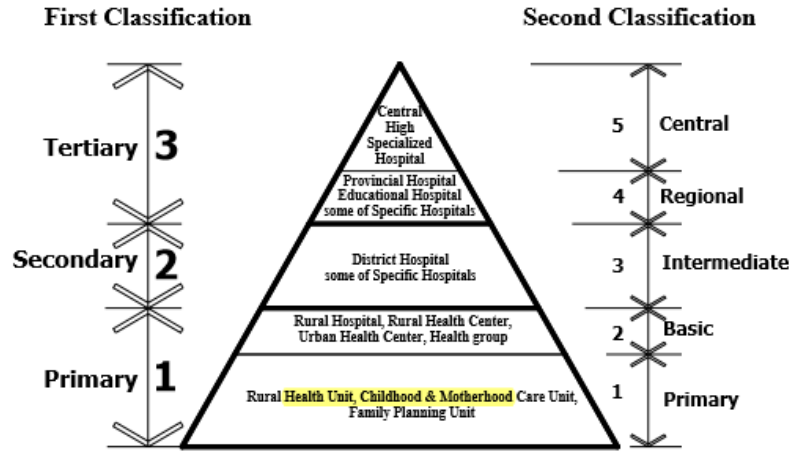 First Classification
Second Classification
Tertiary 3
Secondary 2
Primary 1
Central
High
Specialized
Hospital
Provincial Hospital
Educational Hospital
some of Specific Hospitals
District Hospital
some of Specific Hospitals
Rural Hospital, Rural Health Center,
Urban Health Center, Health group
Rural Health Unit, Childhood & Motherhood Care Unit,
Family Planning Unit
5 Central
4 Regional
3 Intermediate
2 Basic
1 Primary